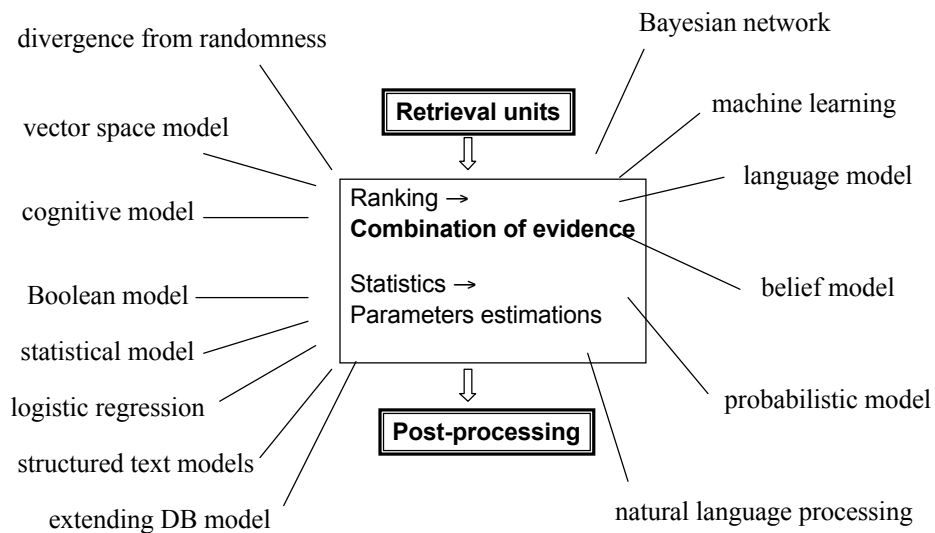 divergence from randomness
Bayesian network
Retrieval units
machine learning
vector space model
language model
Ranking →
cognitive model
Combination of evidence
Statistics →
belief model
Boolean model
Parameters estimations
statistical model
logistic regression
probabilistic model
Post-processing
structured text models
extending DB model
natural language processing